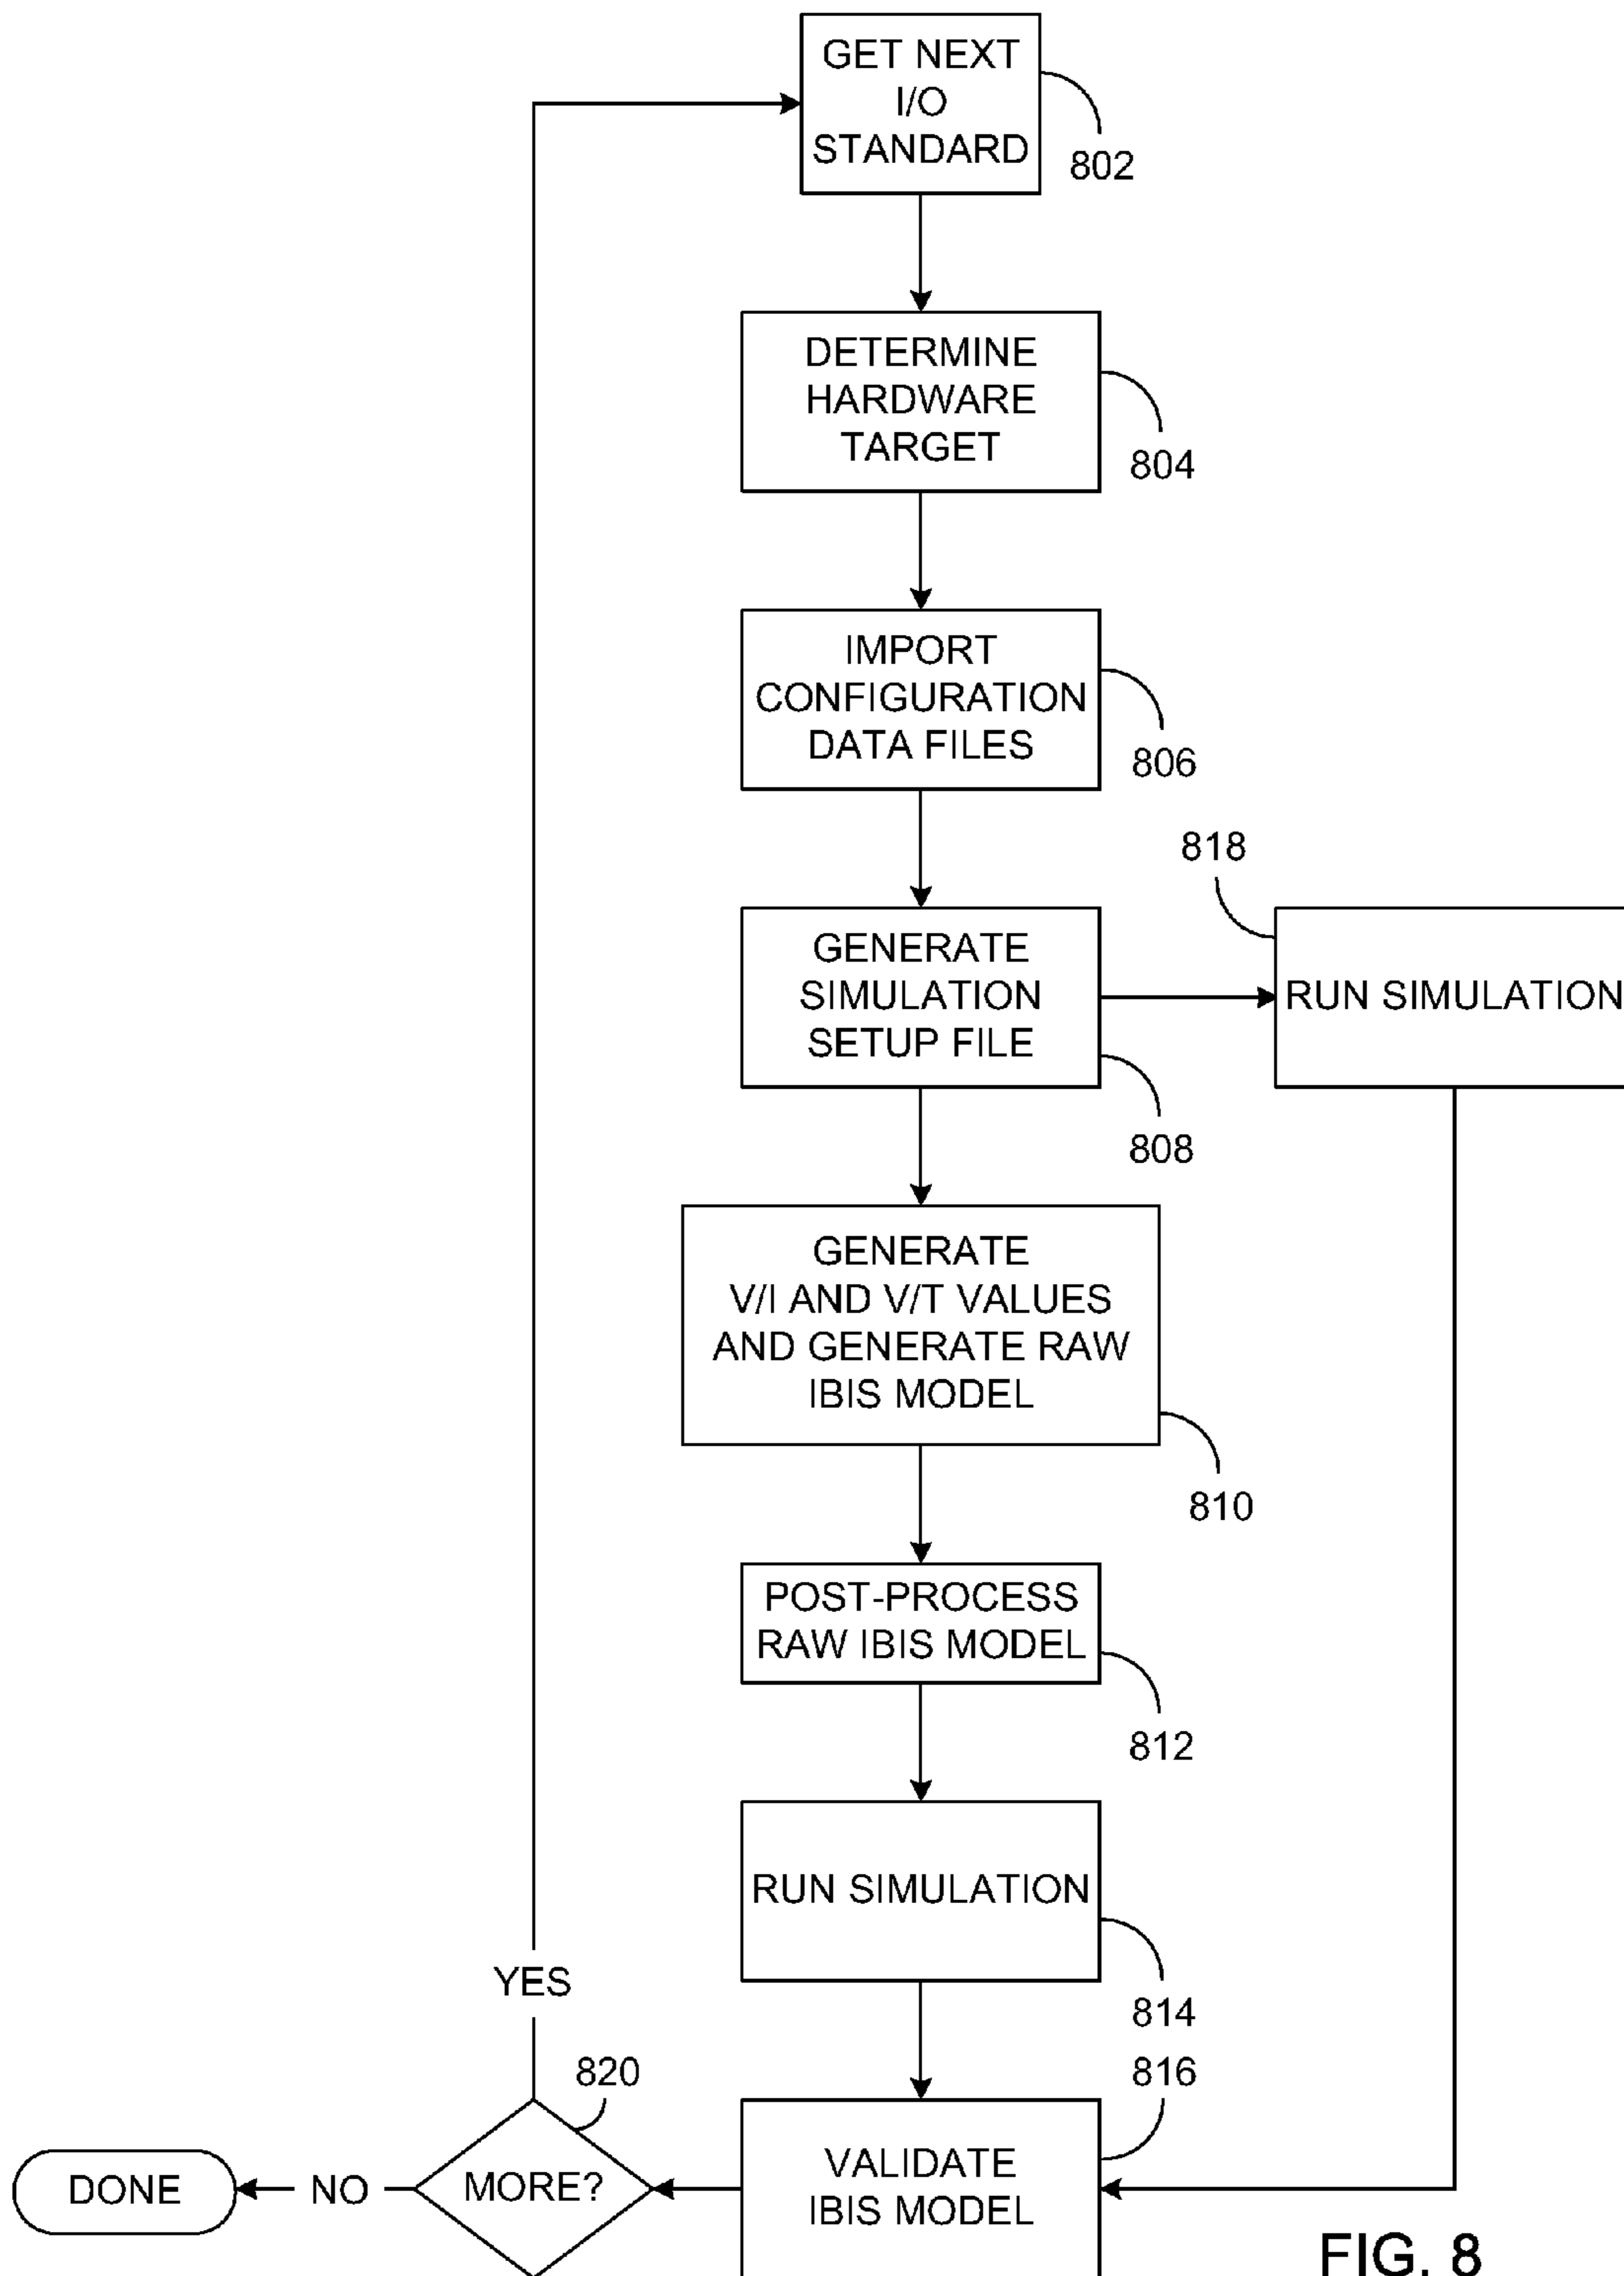 GET NEXT
I/O
STANDARD
802
DETERMINE
HARDWARE
TARGET
804
IMPORT
CONFIGURATION
DATA FILES
806
818
GENERATE
SIMULATION
SETUP FILE
RUN SIMULATION
808
GENERATE
V/I AND V/T VALUES
AND GENERATE RAW
IBIS MODEL
810
POST-PROCESS
RAW IBIS MODEL
812
RUN SIMULATION
YES
814
820
816
DONE
NO
MORE?
VALIDATE
IBIS MODEL
FIG. 8